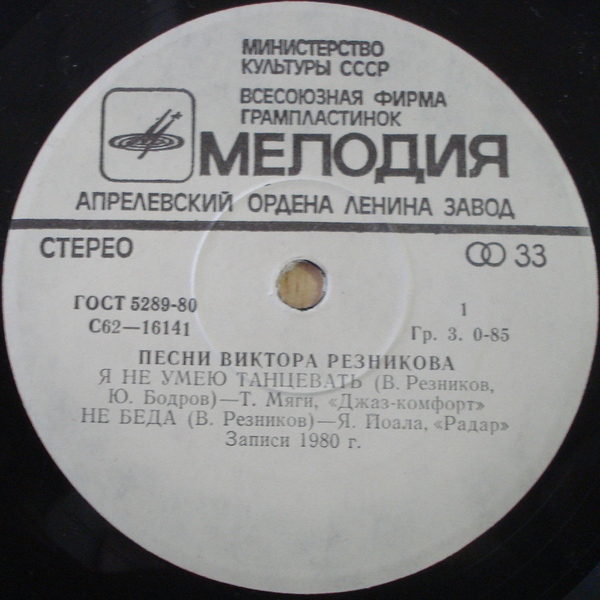 МИНИСТЕРСТВО
КУЛЬТУРЫ СССР
ВСЕСОЮЗНАЯ ФИРМА
ГРАМПЛАСТИНОК
МЕЛОДИЯ
АПРЕЛЕВСКИЙ ОРДЕНА ЛЕНИНА ЗАВОД
СТЕРЕО 33
ГОСТ 5289-80 1
С62—16141 Гр. 3. 0-85
ПЕСНИ ВИКТОРА РЕЗНИКОВА
Я НЕ УМЕЮ ТАНЦЕВАТЬ (В. Резников,
Ю. Бодров)—Т. Мяги, «Джаз-комфорт»
НЕ БЕДА (В. Резников)—Я. Йоала, «Радар»
Записи 1980 г.